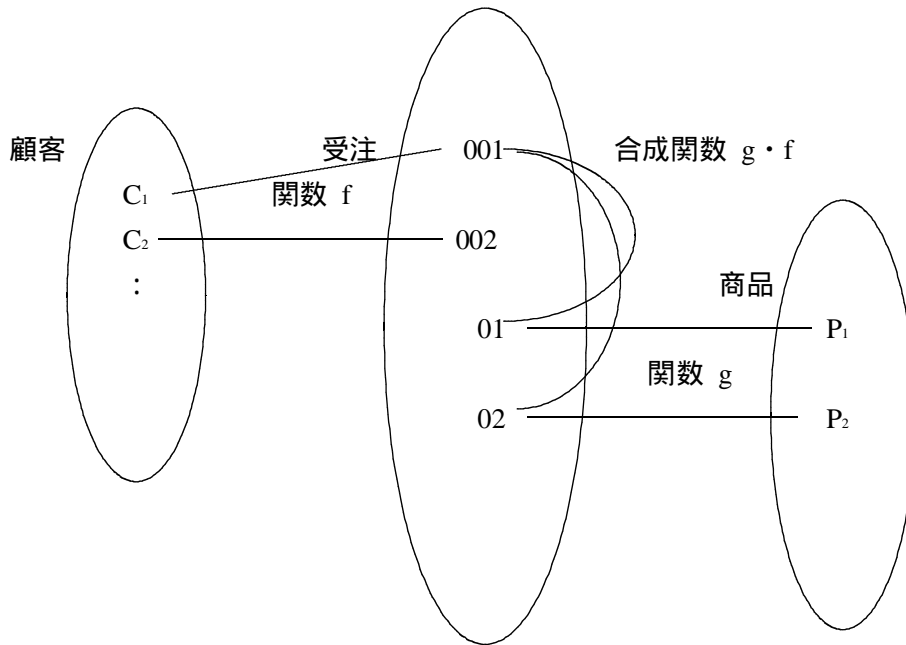 顧客
受注
001
合成関数 g・f
C₁
関数 f
C₂
002
:
商品
01
P₁
関数 g
02
P₂